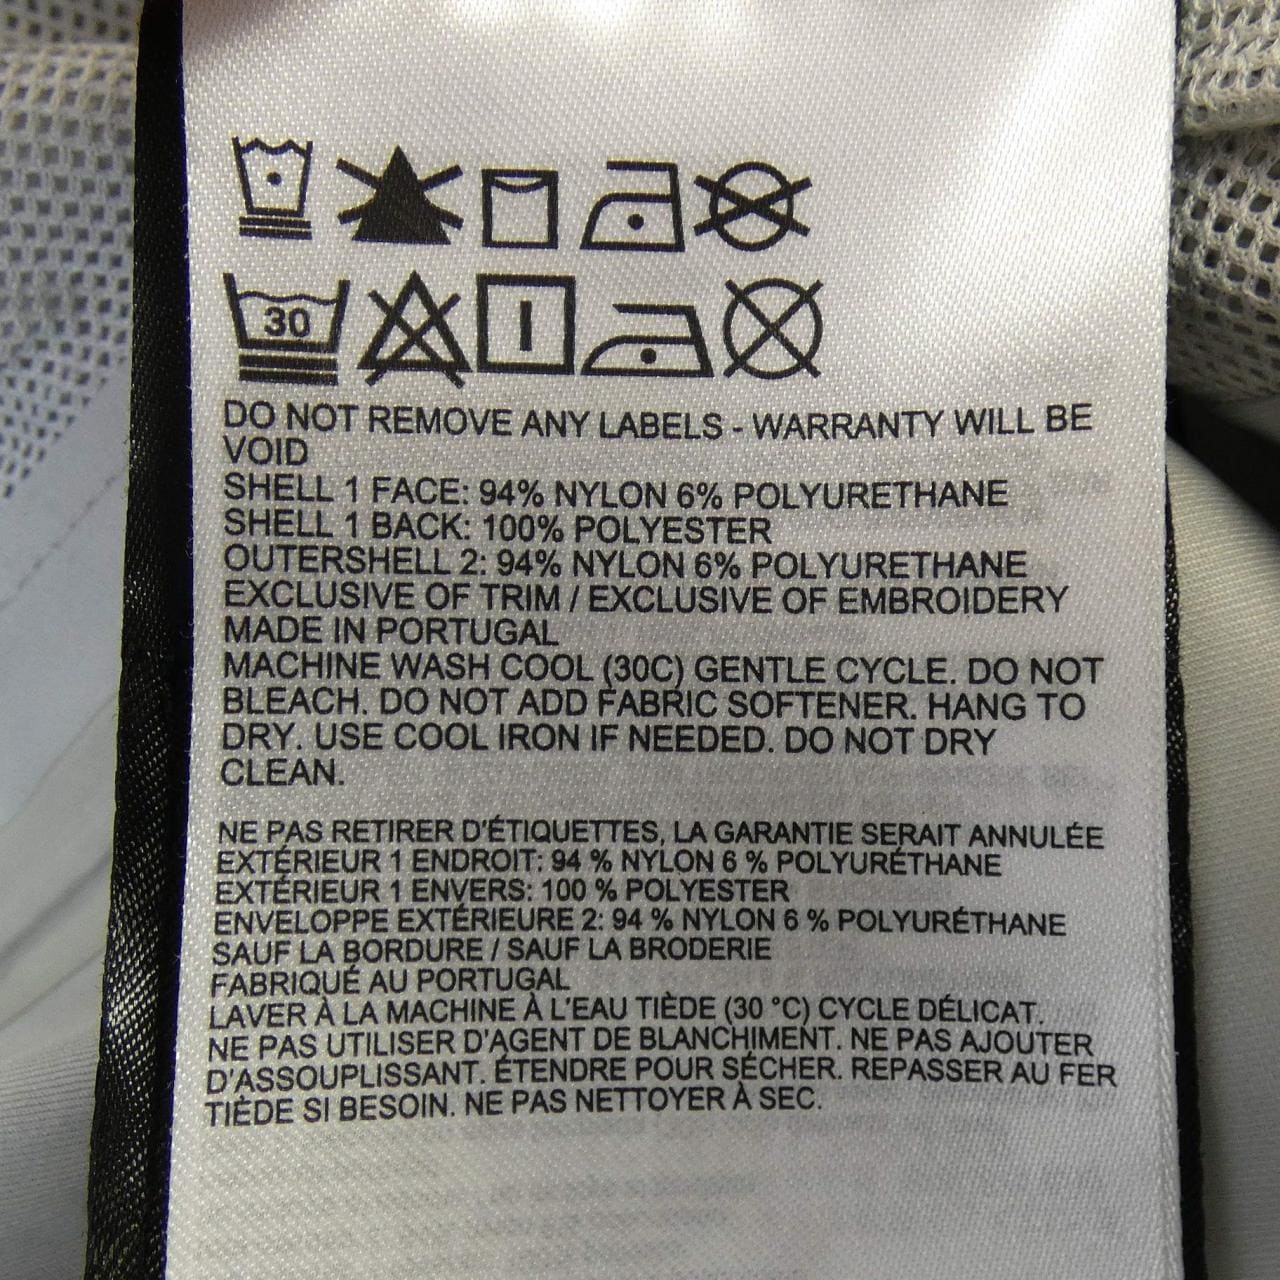 30
DO NOT REMOVE ANY LABELS - WARRANTY WILL BE
VOID
SHELL 1 FACE: 94% NYLON 6% POLYURETHANE
SHELL 1 BACK: 100% POLYESTER
OUTERSHELL 2: 94% NYLON 6% POLYURETHANE
EXCLUSIVE OF TRIM / EXCLUSIVE OF EMBROIDERY
MADE IN PORTUGAL
MACHINE WASH COOL (30C) GENTLE CYCLE. DO NOT
BLEACH. DO NOT ADD FABRIC SOFTENER. HANG TO
DRY. USE COOL IRON IF NEEDED. DO NOT DRY
CLEAN.
NE PAS RETIRER D'ÉTIQUETTES, LA GARANTIE SERAIT ANNULÉE
EXTÉRIEUR 1 ENDROIT: 94 % NYLON 6 % POLYURÉTHANE
EXTÉRIEUR 1 ENVERS: 100 % POLYESTER
ENVELOPPE EXTÉRIEURE 2: 94 % NYLON 6 % POLYURÉTHANE
SAUF LA BORDURE / SAUF LA BRODERIE
FABRIQUÉ AU PORTUGAL
LAVER À LA MACHINE À L'EAU TIÈDE (30 °C) CYCLE DÉLICAT.
NE PAS UTILISER D'AGENT DE BLANCHIMENT. NE PAS AJOUTER
D'ASSOUPLISSANT. ÉTENDRE POUR SÉCHER. REPASSER AU FER
TIÈDE SI BESOIN. NE PAS NETTOYER À SEC.